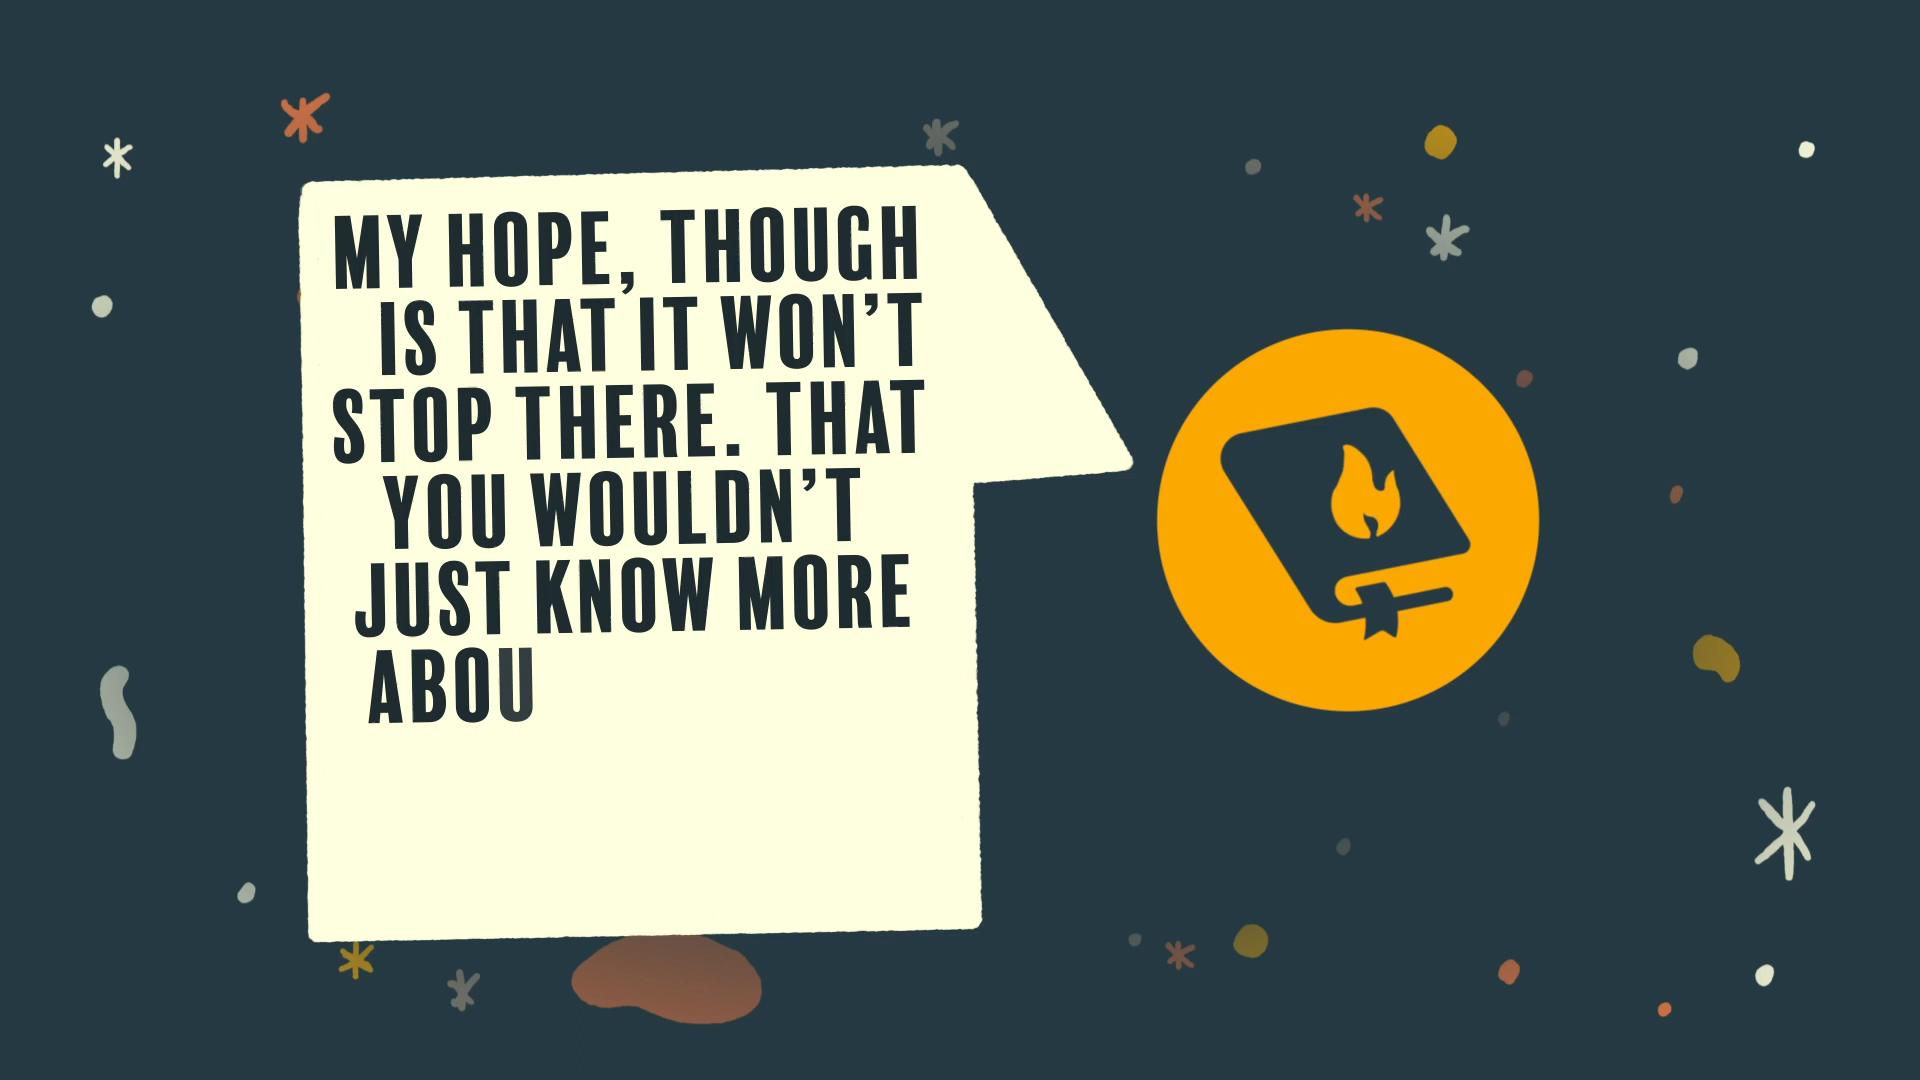 MY HOPE, THOUGH
IS THAT IT WON’T
STOP THERE. THAT
YOU WOULDN’T
JUST KNOW MORE
ABOU